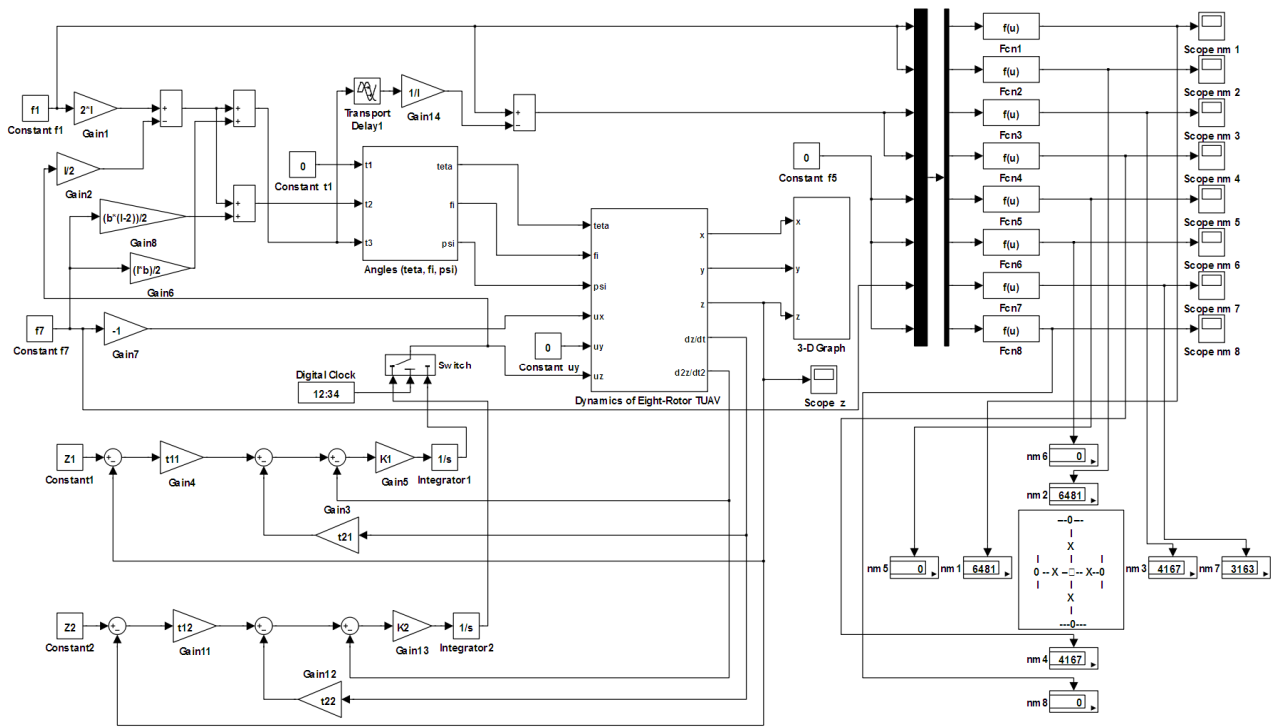 f1
Constant f1
2*l
Gain1
+
−
+
+
Transport
Delay1
1/l
Gain14
+
−
l/2
Gain2
(b*(l-2))/2
Gain8
+
+
(l*b)/2
Gain6
0
Constant t1
t1
t2
t3
teta
fi
psi
Angles (teta, fi, psi)
f7
Constant f7
-1
Gain7
0
Constant uy
Digital Clock
12:34
Switch
teta
fi
psi
ux
uy
uz
x
y
z
dz/dt
d2z/dt2
Dynamics of Eight-Rotor TUAV
0
Constant f5
x
y
z
3-D Graph
Scope z
f(u)
Fcn1
f(u)
Fcn2
f(u)
Fcn3
f(u)
Fcn4
f(u)
Fcn5
f(u)
Fcn6
f(u)
Fcn7
f(u)
Fcn8
Scope nm 1
Scope nm 2
Scope nm 3
Scope nm 4
Scope nm 5
Scope nm 6
Scope nm 7
Scope nm 8
Z1
Constant1
+
−
t11
Gain4
+
−
Gain3
+
−
K1
Gain5
1/s
Integrator1
t21
Z2
Constant2
+
−
t12
Gain11
+
−
Gain12
+
−
K2
Gain13
1/s
Integrator2
t22
nm 6
0
nm 2
6481
nm 5
0
nm 1
6481
---0---
I
X
I I I
0 -- X --□-- X--0
I I I
X
I
---0---
nm 3
4167
nm 7
3163
nm 4
4167
nm 8
0